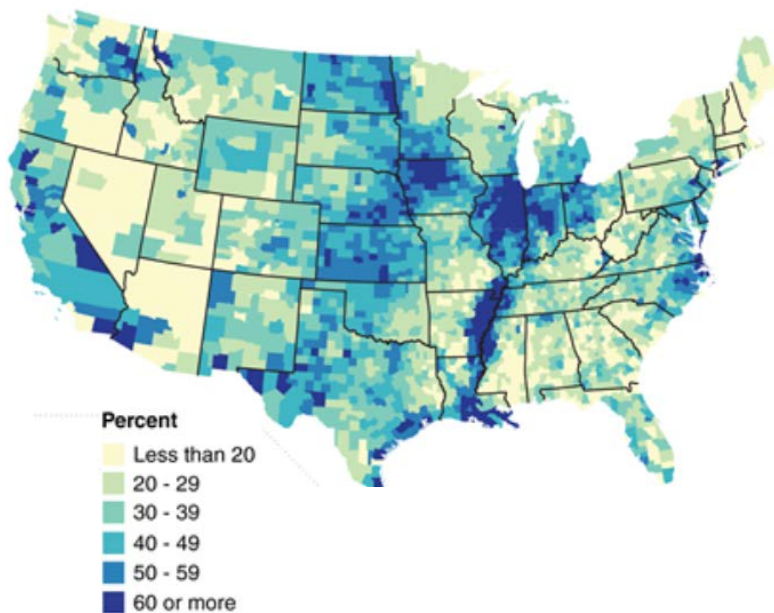 Percent
Less than 20
20 - 29
30 - 39
40 - 49
50 - 59
60 or more